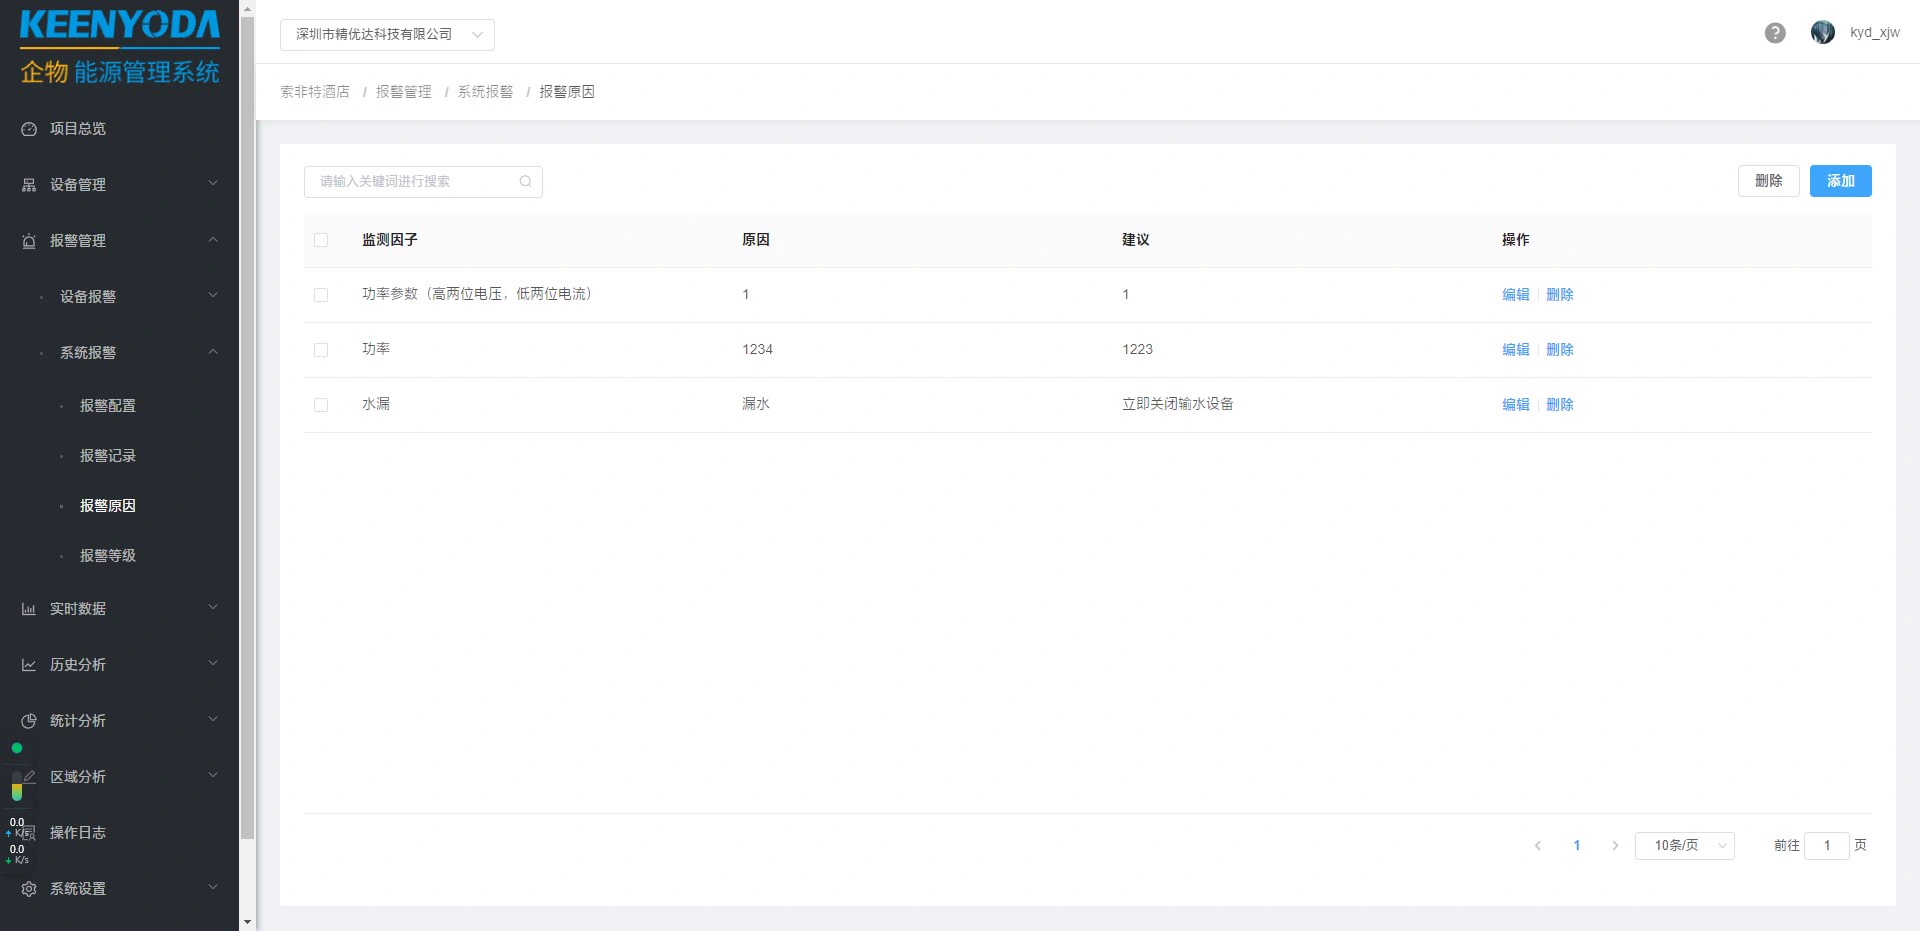 KEENYODA
企物 能源管理系统
项目总览
设备管理
报警管理
设备报警
系统报警
报警配置
报警记录
报警原因
报警等级
实时数据
历史分析
统计分析
区域分析
操作日志
系统设置
0.0
K/s
0.0
K/s
深圳市精优达科技有限公司
kyd_xjw
索非特酒店 / 报警管理 / 系统报警 / 报警原因
请输入关键词进行搜索
删除 添加
监测因子 原因 建议 操作
功率参数（高两位电压，低两位电流） 1 1 编辑 删除
功率 1234 1223 编辑 删除
水漏 漏水 立即关闭输水设备 编辑 删除
1 10条/页 前往 1 页